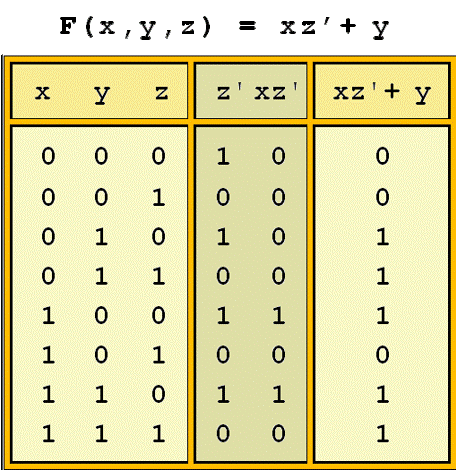 F(x,y,z) = xz'+ y
x y z z' xz' xz'+ y
0 0 0 1 0 0
0 0 1 0 0 0
0 1 0 1 0 1
0 1 1 0 0 1
1 0 0 1 1 1
1 0 1 0 0 0
1 1 0 1 1 1
1 1 1 0 0 1